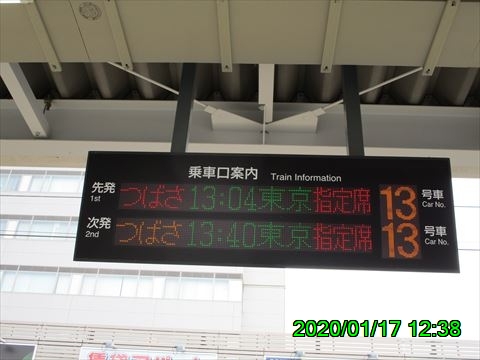 乗車口案内 Train Information
先発 つばさ 13:04 東京 指定席 13 号車
1st Car No.
次発 つばさ 13:40 東京 指定席 13 号車
2nd Car No.
2020/01/17 12:38